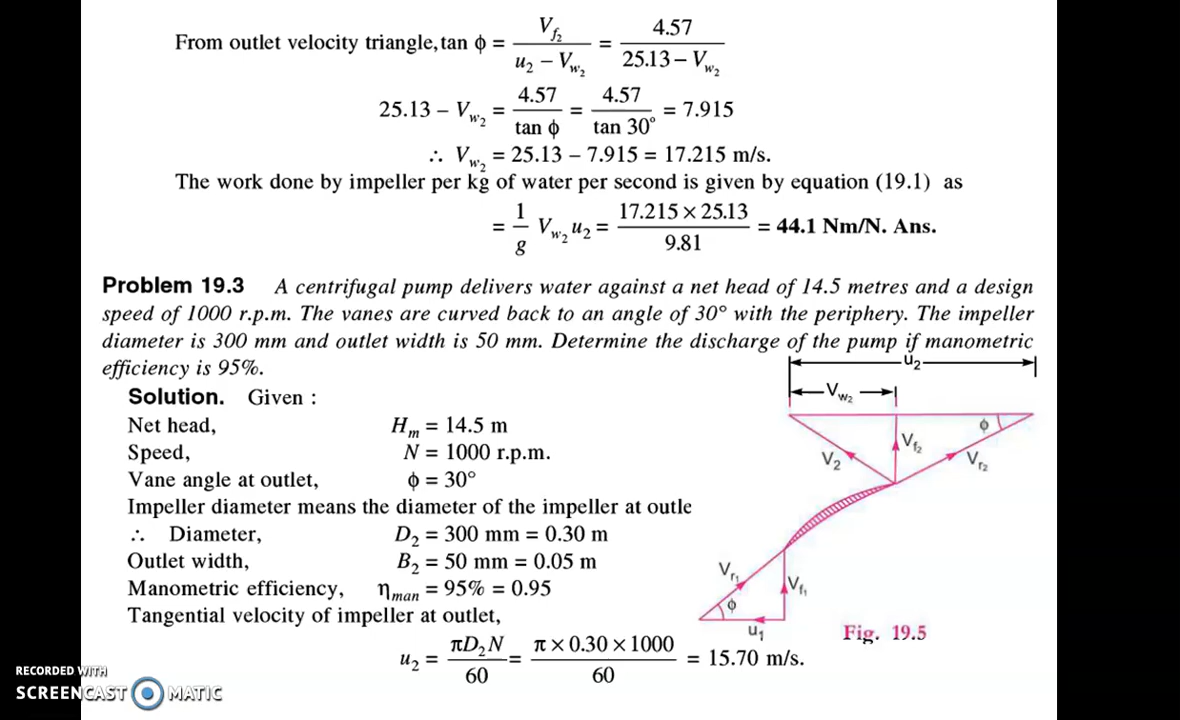 From outlet velocity triangle, tan ϕ = V_f₂ / (u₂ − V_w₂) = 4.57 / (25.13 − V_w₂)
25.13 − V_w₂ = 4.57 / tan ϕ = 4.57 / tan 30° = 7.915
∴ V_w₂ = 25.13 − 7.915 = 17.215 m/s.
The work done by impeller per kg of water per second is given by equation (19.1) as
= 1/g V_w₂ u₂ = 17.215 × 25.13 / 9.81 = 44.1 Nm/N. Ans.
Problem 19.3 A centrifugal pump delivers water against a net head of 14.5 metres and a design
speed of 1000 r.p.m. The vanes are curved back to an angle of 30° with the periphery. The impeller
diameter is 300 mm and outlet width is 50 mm. Determine the discharge of the pump if manometric
efficiency is 95%.
Solution. Given :
Net head, H_m = 14.5 m
Speed, N = 1000 r.p.m.
Vane angle at outlet, ϕ = 30°
Impeller diameter means the diameter of the impeller at outle
∴ Diameter, D₂ = 300 mm = 0.30 m
Outlet width, B₂ = 50 mm = 0.05 m
Manometric efficiency, η_man = 95% = 0.95
Tangential velocity of impeller at outlet,
u₂ = πD₂N / 60 = π × 0.30 × 1000 / 60 = 15.70 m/s.
u₂
V_w₂
ϕ
V_f₂
V₂
V_r₂
V_r₁
V_f₁
ϕ
u₁
Fig. 19.5
RECORDED WITH
SCREENCAST MATIC